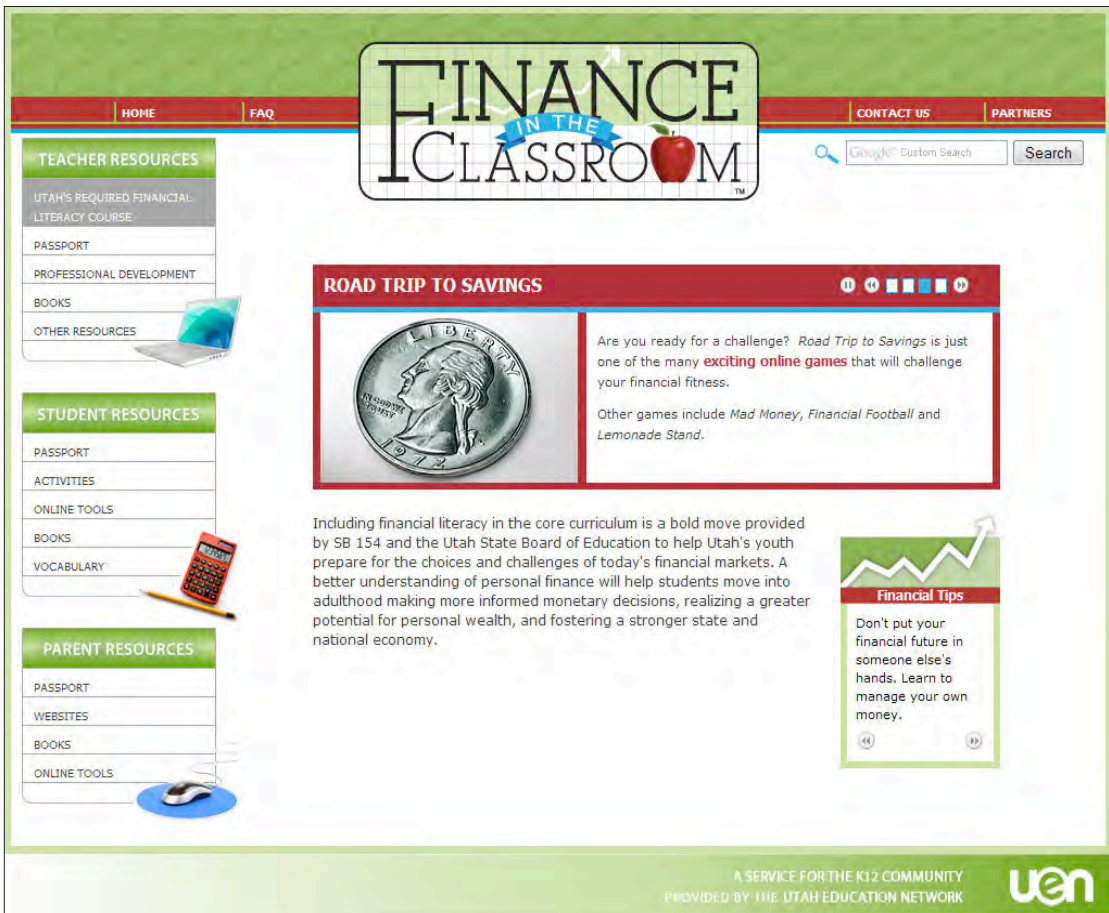 FINANCE
IN THE
CLASSROOM
TM
HOME
FAQ
CONTACT US
PARTNERS
Google Custom Search
Search
TEACHER RESOURCES
UTAH'S REQUIRED FINANCIAL
LITERACY COURSE
PASSPORT
PROFESSIONAL DEVELOPMENT
BOOKS
OTHER RESOURCES
STUDENT RESOURCES
PASSPORT
ACTIVITIES
ONLINE TOOLS
BOOKS
VOCABULARY
PARENT RESOURCES
PASSPORT
WEBSITES
BOOKS
ONLINE TOOLS
ROAD TRIP TO SAVINGS
LIBERTY
IN GOD WE
TRUST
1972
Are you ready for a challenge? Road Trip to Savings is just
one of the many exciting online games that will challenge
your financial fitness.
Other games include Mad Money, Financial Football and
Lemonade Stand.
Including financial literacy in the core curriculum is a bold move provided
by SB 154 and the Utah State Board of Education to help Utah's youth
prepare for the choices and challenges of today's financial markets. A
better understanding of personal finance will help students move into
adulthood making more informed monetary decisions, realizing a greater
potential for personal wealth, and fostering a stronger state and
national economy.
Financial Tips
Don't put your
financial future in
someone else's
hands. Learn to
manage your own
money.
A SERVICE FOR THE K12 COMMUNITY
PROVIDED BY THE UTAH EDUCATION NETWORK
uen